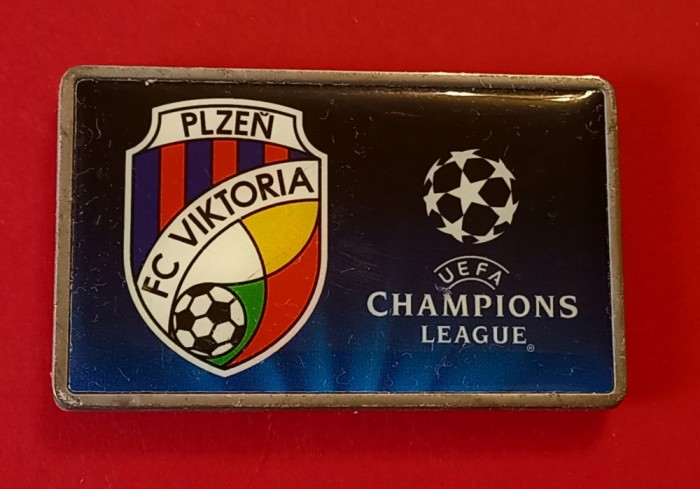 PLZEŇ
FC VIKTORIA
UEFA
CHAMPIONS
LEAGUE®